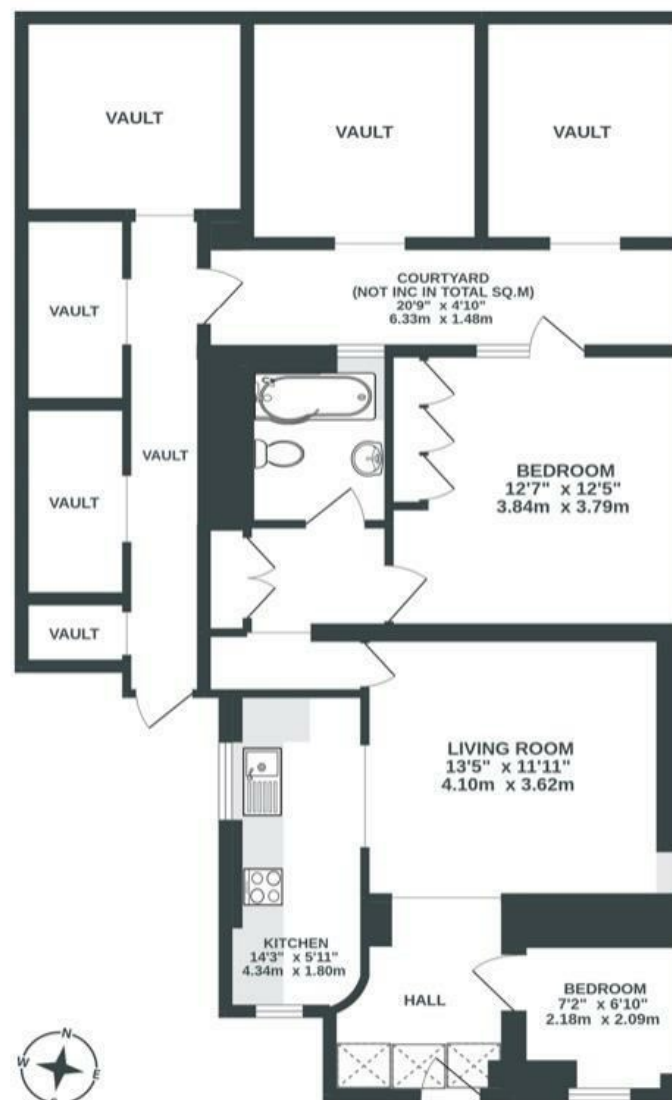 VAULT
VAULT
VAULT
COURTYARD
(NOT INC IN TOTAL SQ.M)
20'9" x 4'10"
6.33m x 1.48m
VAULT
VAULT
BEDROOM
12'7" x 12'5"
3.84m x 3.79m
VAULT
VAULT
LIVING ROOM
13'5" x 11'11"
4.10m x 3.62m
KITCHEN
14'3" x 5'11"
4.34m x 1.80m
HALL
BEDROOM
7'2" x 6'10"
2.18m x 2.09m
N
W
E